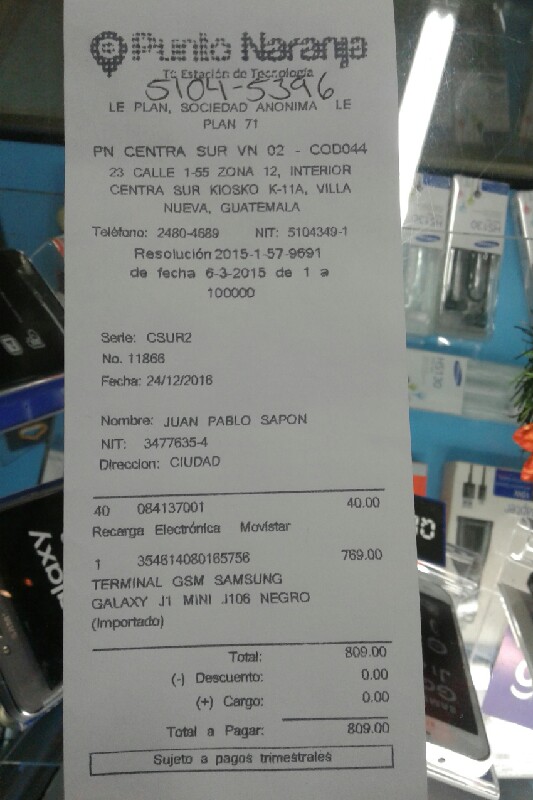 Punto Naranja
Tu Estación de Tecnología
5104-5396
LE PLAN, SOCIEDAD ANONIMA LE
PLAN 71
PN CENTRA SUR VN 02 - COD044
23 CALLE 1-55 ZONA 12, INTERIOR
CENTRA SUR KIOSKO K-11A, VILLA
NUEVA, GUATEMALA
Teléfono: 2480-4689 NIT: 5104349-1
Resolución 2015-1-57-9691
de fecha 6-3-2015 de 1 a
100000
Serie: CSUR2
No. 11866
Fecha: 24/12/2016
Nombre: JUAN PABLO SAPON
NIT: 3477635-4
Direccion: CIUDAD
40 084137001 40.00
Recarga Electrónica Movistar
1 354614080165756 769.00
TERMINAL GSM SAMSUNG
GALAXY J1 MINI J106 NEGRO
(Importado)
Total: 809.00
(-) Descuento: 0.00
(+) Cargo: 0.00
Total a Pagar: 809.00
Sujeto a pagos trimestrales